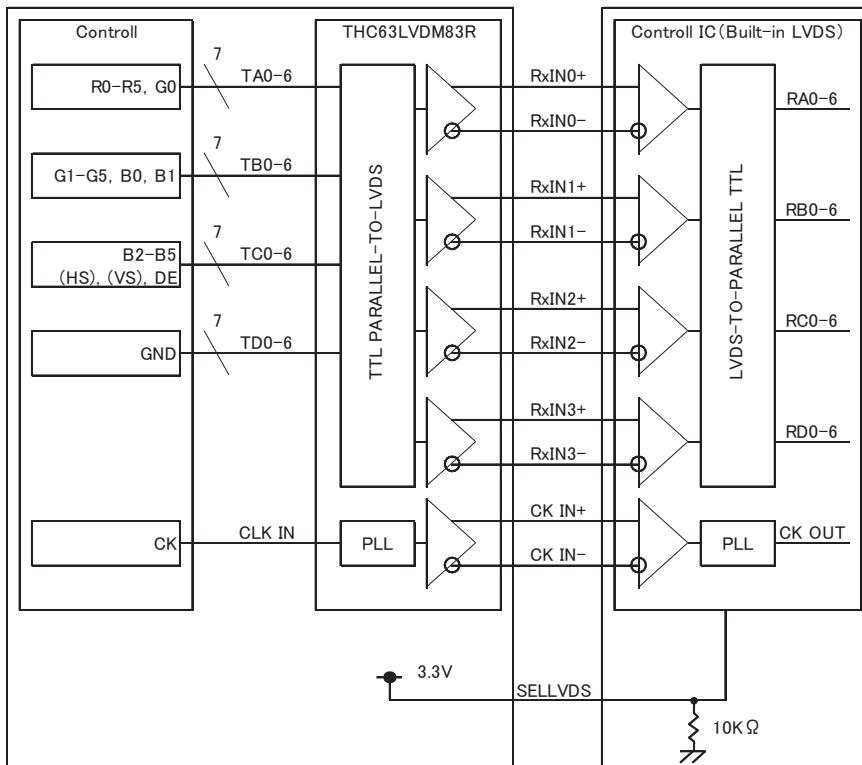 Controll
THC63LVDM83R
Controll IC(Built-in LVDS)
7
R0-R5, G0
TA0-6
RxIN0+
RxIN0-
RA0-6
7
G1-G5, B0, B1
TB0-6
RxIN1+
RxIN1-
RB0-6
7
B2-B5
(HS), (VS), DE
TC0-6
RxIN2+
RxIN2-
RC0-6
7
GND
TD0-6
RxIN3+
RxIN3-
RD0-6
TTL PARALLEL-TO-LVDS
LVDS-TO-PARALLEL TTL
CK
CLK IN
PLL
CK IN+
CK IN-
PLL
CK OUT
3.3V
SELLVDS
10KΩ